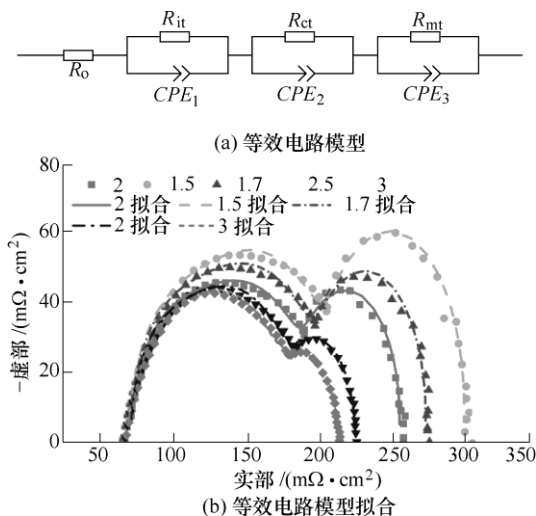 R_it R_ct R_mt
R_o CPE_1 CPE_2 CPE_3
(a) 等效电路模型
80
2 1.5 1.7 2.5 3
2 拟合 1.5 拟合 1.7 拟合
2 拟合 3 拟合
60
40
20
0
50 100 150 200 250 300 350
-虚部 /(mΩ·cm²)
实部 /(mΩ·cm²)
(b) 等效电路模型拟合